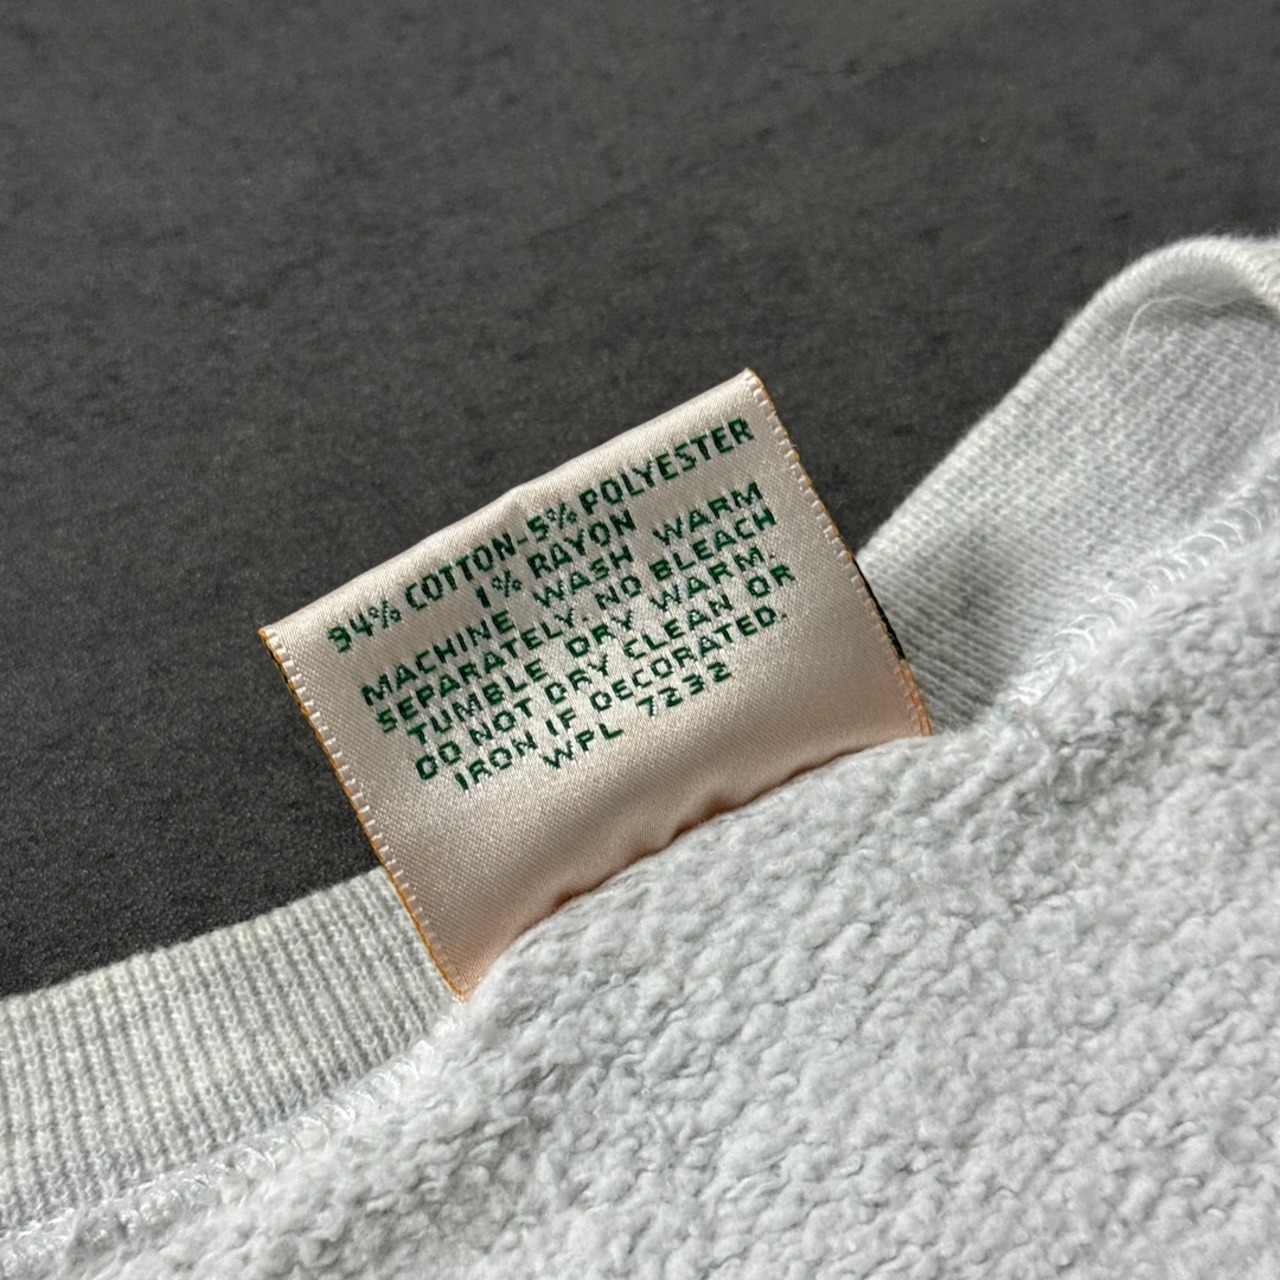 94% COTTON-5% POLYESTER
1% RAYON
MACHINE WASH WARM
SEPARATELY. NO BLEACH
TUMBLE DRY WARM.
DO NOT DRY CLEAN OR
IRON IF DECORATED.
WPL 7232